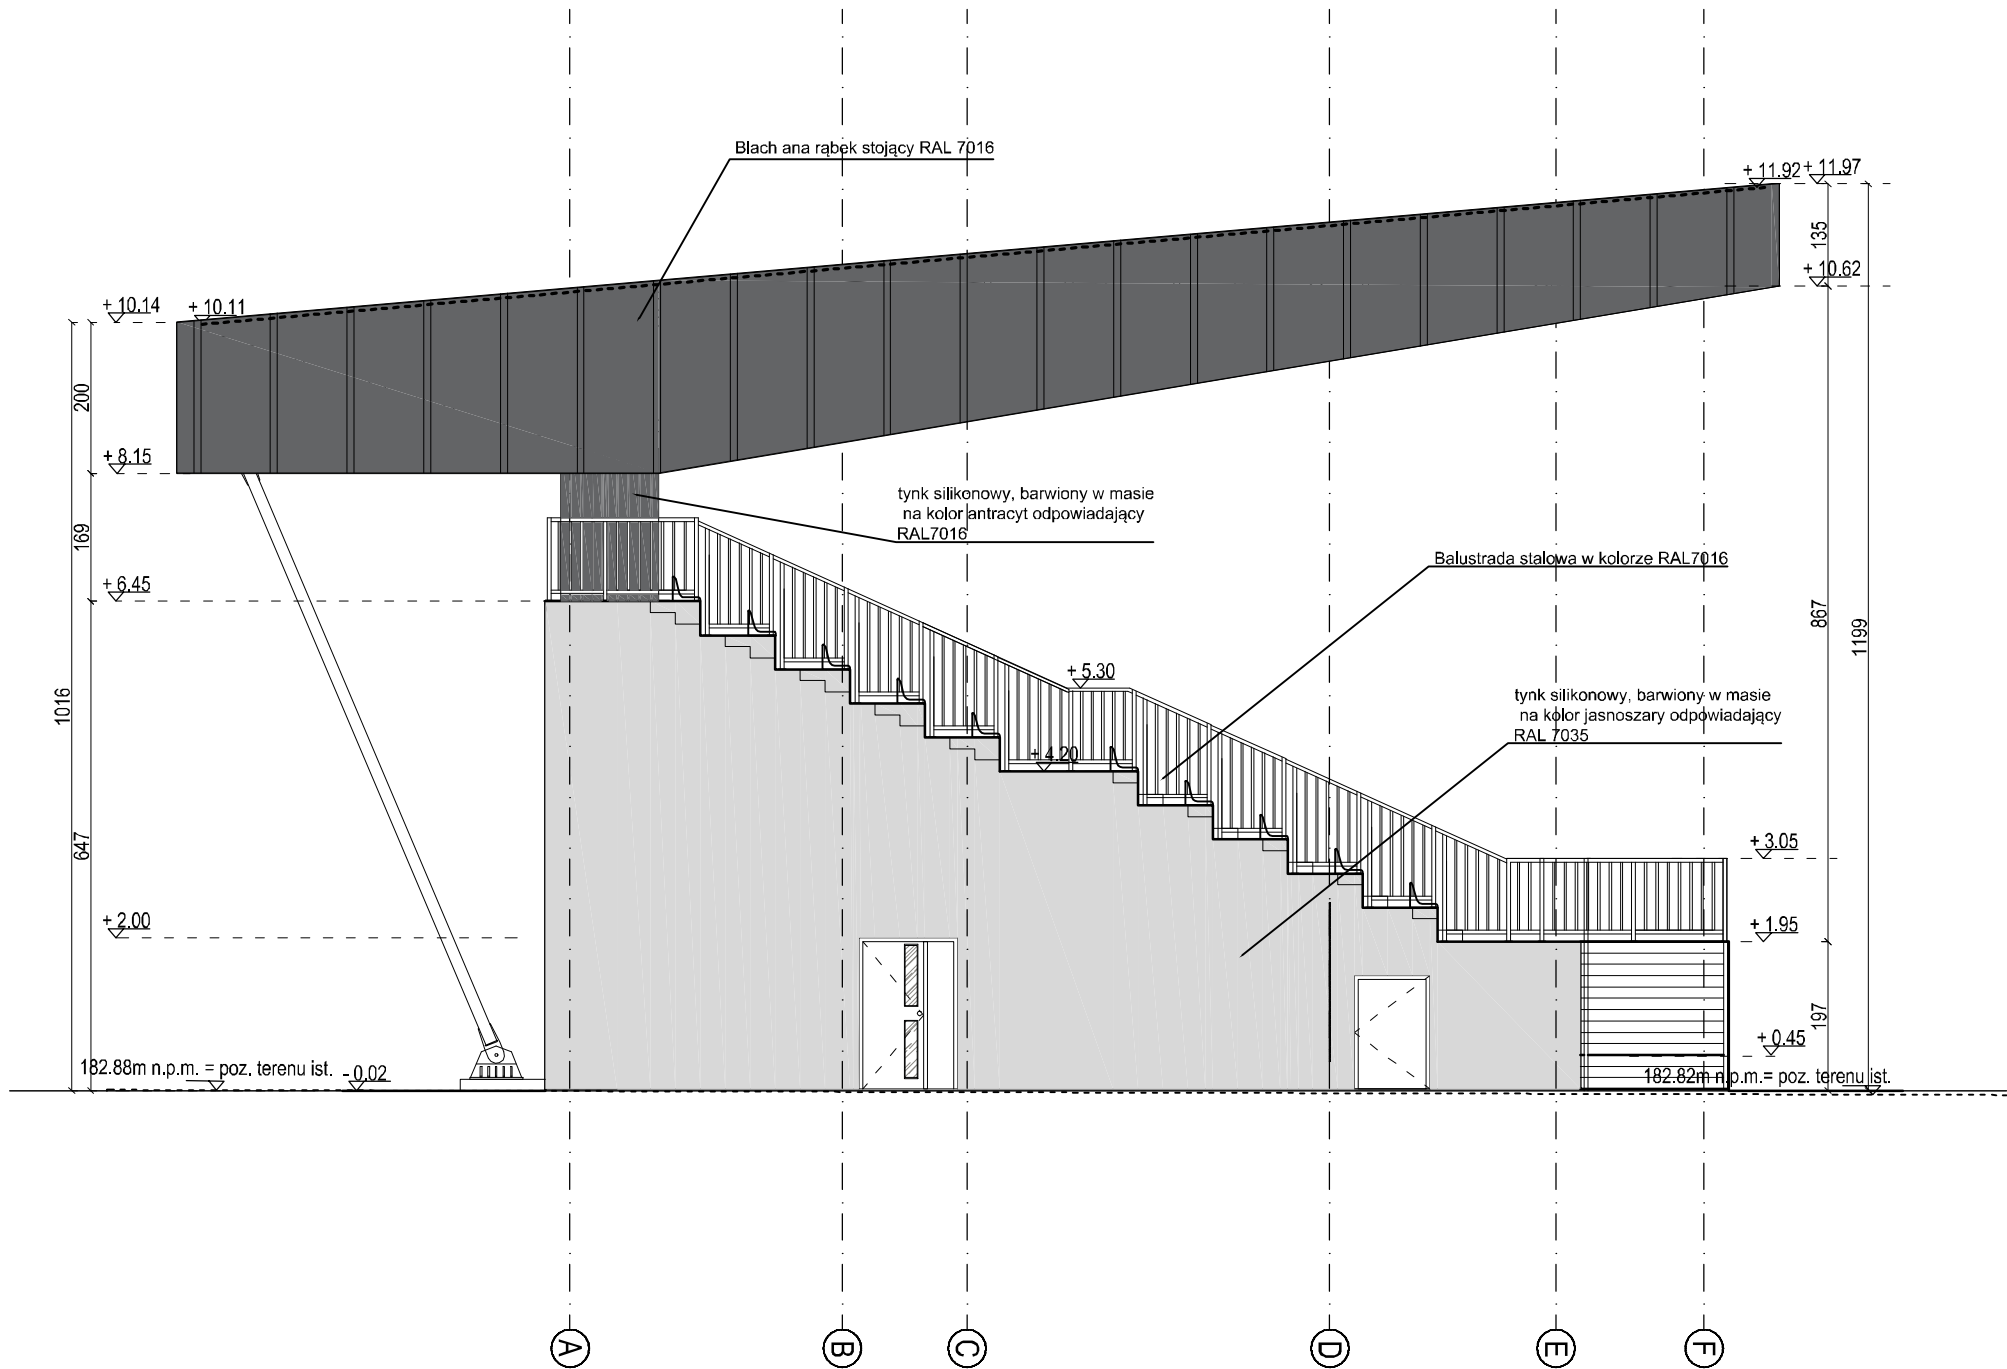 Blach ana rąbek stojący RAL 7016
+ 11.92
+ 11.97
135
+ 10.62
+ 10.14
+ 10.11
200
+ 8.15
tynk silikonowy, barwiony w masie
na kolor antracyt odpowiadający
RAL7016
169
Balustrada stalowa w kolorze RAL7016
+ 6.45
867
1199
+ 5.30
tynk silikonowy, barwiony w masie
na kolor jasnoszary odpowiadający
RAL 7035
1016
+ 4.20
647
+ 3.05
+ 2.00
+ 1.95
197
+ 0.45
182.88m n.p.m. = poz. terenu ist.
- 0.02
182.82m n.p.m.= poz. terenu ist.
A
B
C
D
E
F